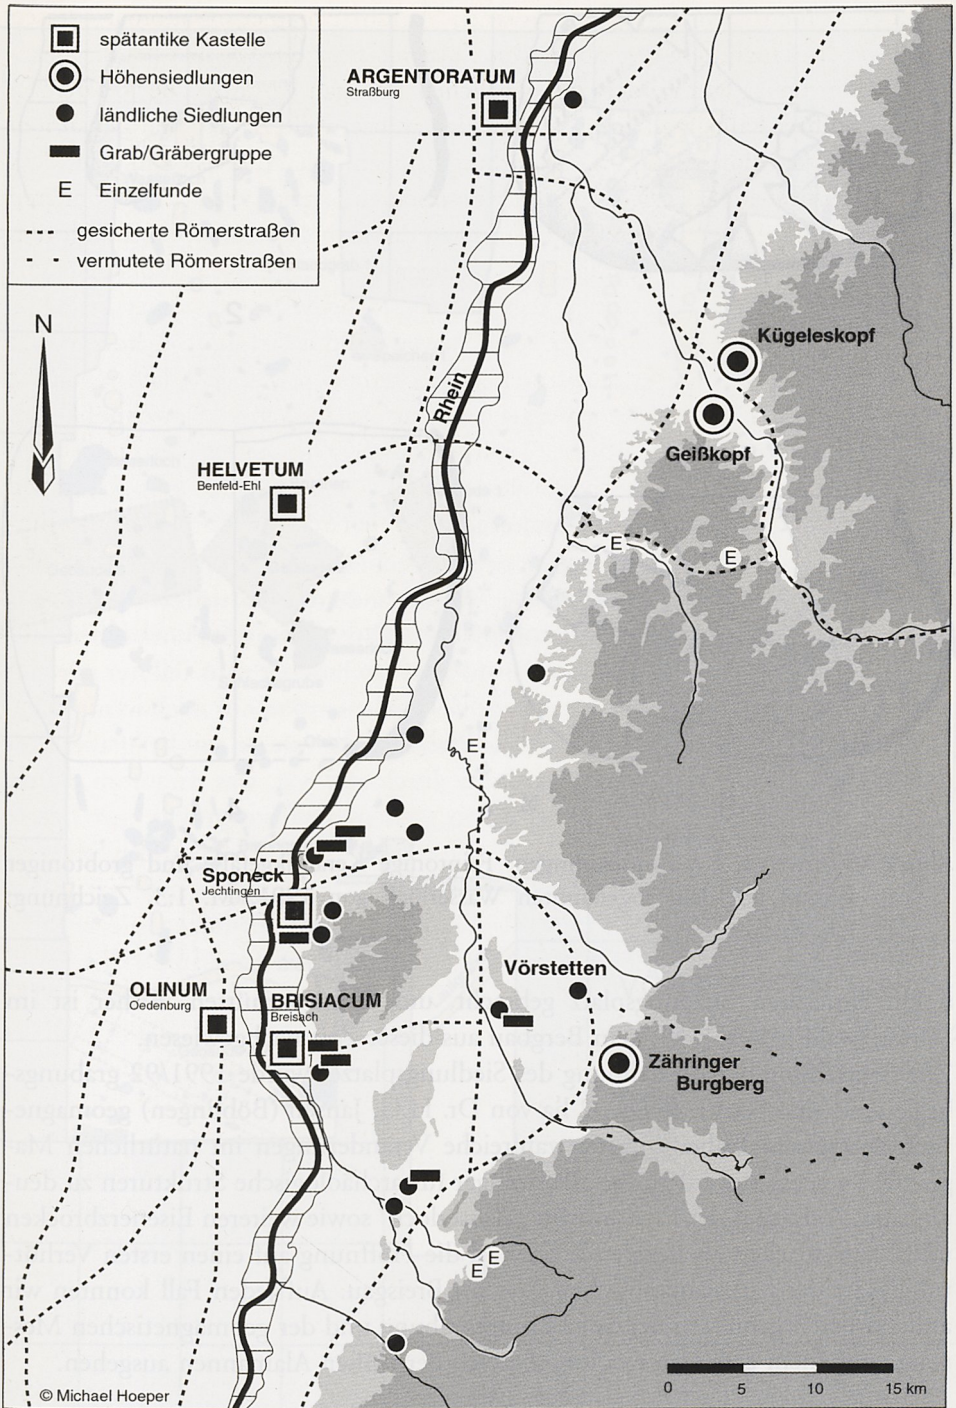 spätantike Kastelle
Höhensiedlungen
ländliche Siedlungen
Grab/Gräbergruppe
E Einzelfunde
gesicherte Römerstraßen
vermutete Römerstraßen
ARGENTORATUM
Straßburg
N
Kügeleskopf
Rhein
Geißkopf
HELVETUM
Benfeld-Ehl
E
E
E
Sponeck
Jechtingen
Vörstetten
OLINUM
Oedenburg
BRISIACUM
Breisach
Zähringer
Burgberg
E
E
0 5 10 15 km
© Michael Hoeper